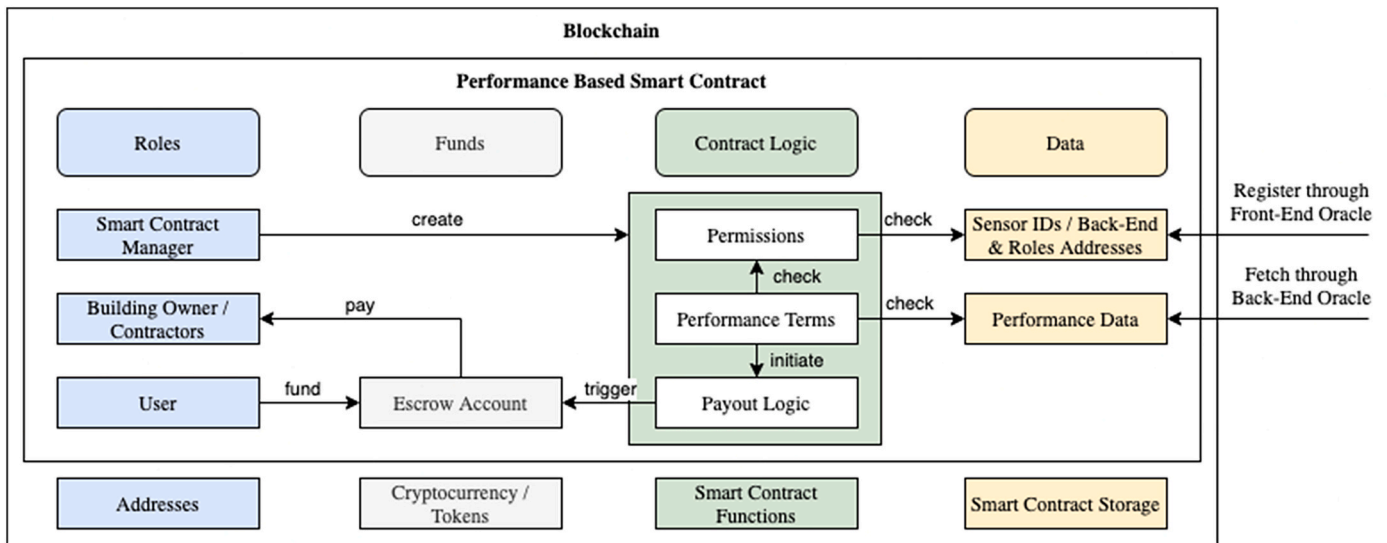 Blockchain
Performance Based Smart Contract
Roles
Funds
Contract Logic
Data
Smart Contract
Manager
create
Permissions
check
Sensor IDs / Back-End
& Roles Addresses
Register through
Front-End Oracle
check
Building Owner /
Contractors
pay
Performance Terms
check
Performance Data
Fetch through
Back-End Oracle
initiate
User
fund
Escrow Account
trigger
Payout Logic
Addresses
Cryptocurrency /
Tokens
Smart Contract
Functions
Smart Contract Storage